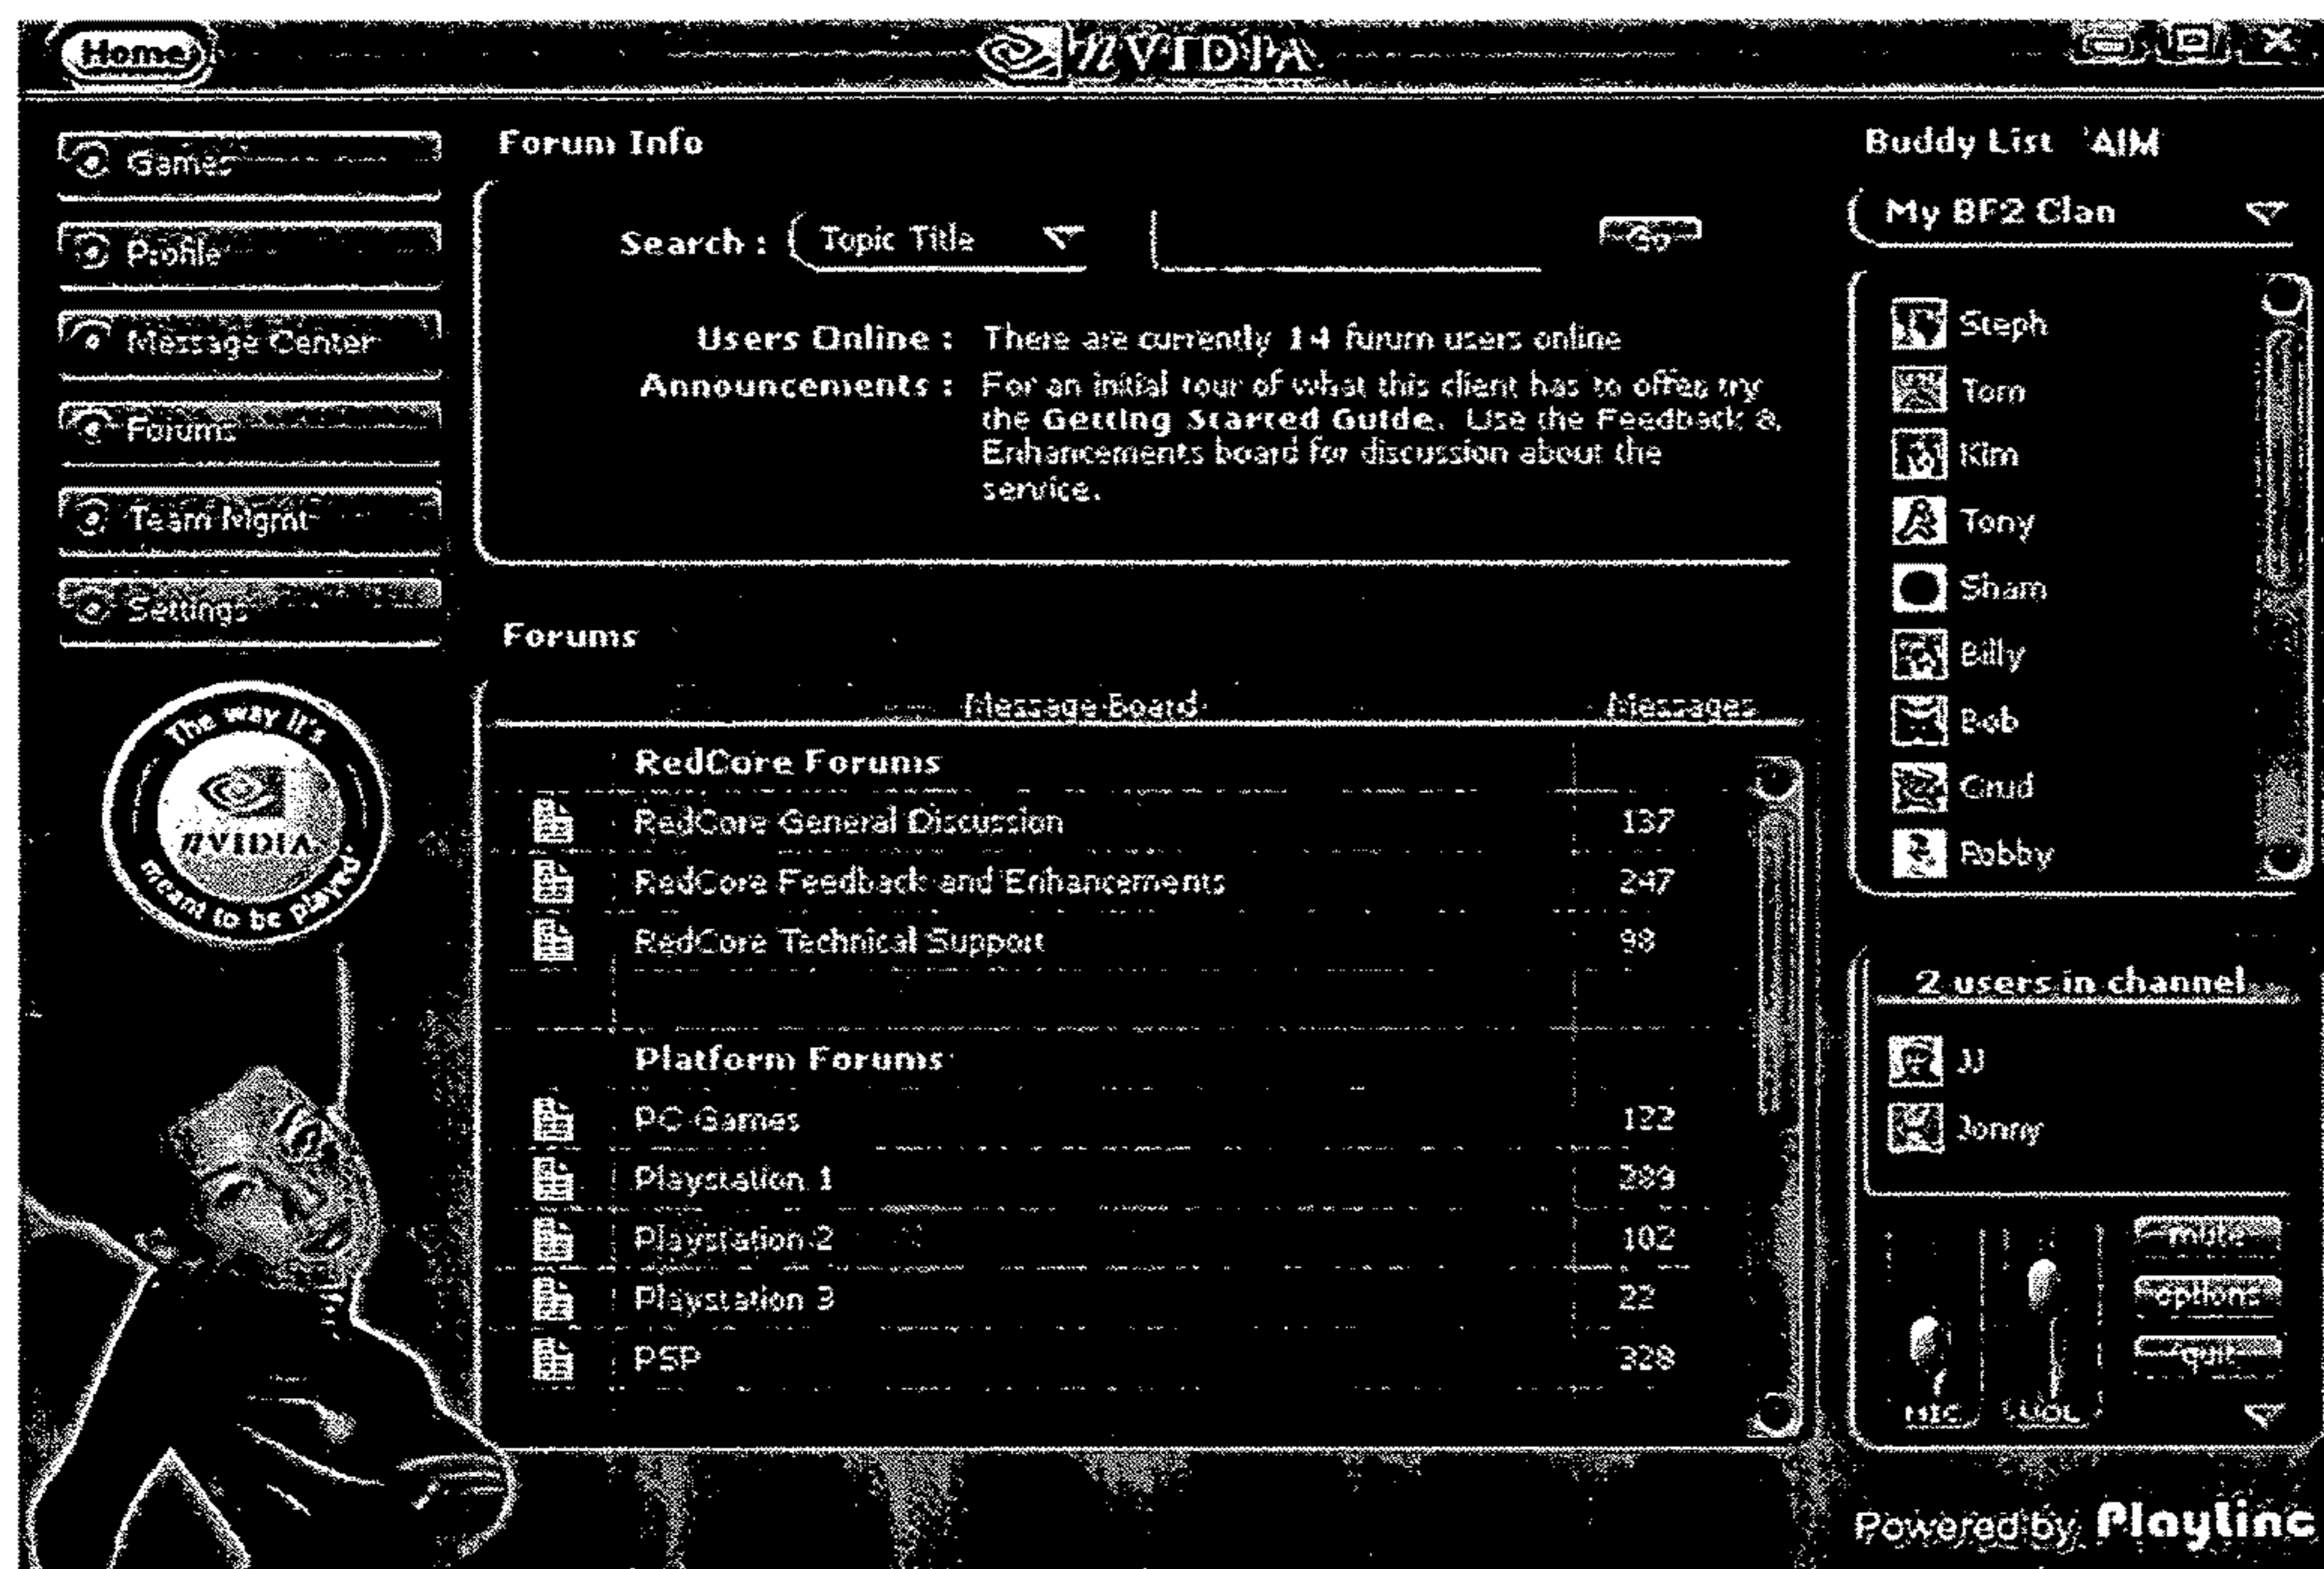 Home
nVIDIA
Games
Profile
Message Center
Forums
Team Mgmt
Settings
The way it's
nVIDIA
meant to be played
Forum Info
Search : Topic Title Go
Users Online : There are currently 14 forum users online
Announcements : For an initial tour of what this client has to offer, try
the Getting Started Guide. Use the Feedback &
Enhancements board for discussion about the
service.
Forums
Message Board Messages
RedCore Forums
RedCore General Discussion 137
RedCore Feedback and Enhancements 247
RedCore Technical Support 98
Platform Forums
PC Games 122
Playstation 1 289
Playstation 2 102
Playstation 3 22
PSP 328
Buddy List AIM
My BF2 Clan
Steph
Tom
Kim
Tony
Sham
Billy
Bob
Grud
Robby
2 users in channel
JJ
Jonny
mute
options
quit
MIC VOL
Powered by Playlinc